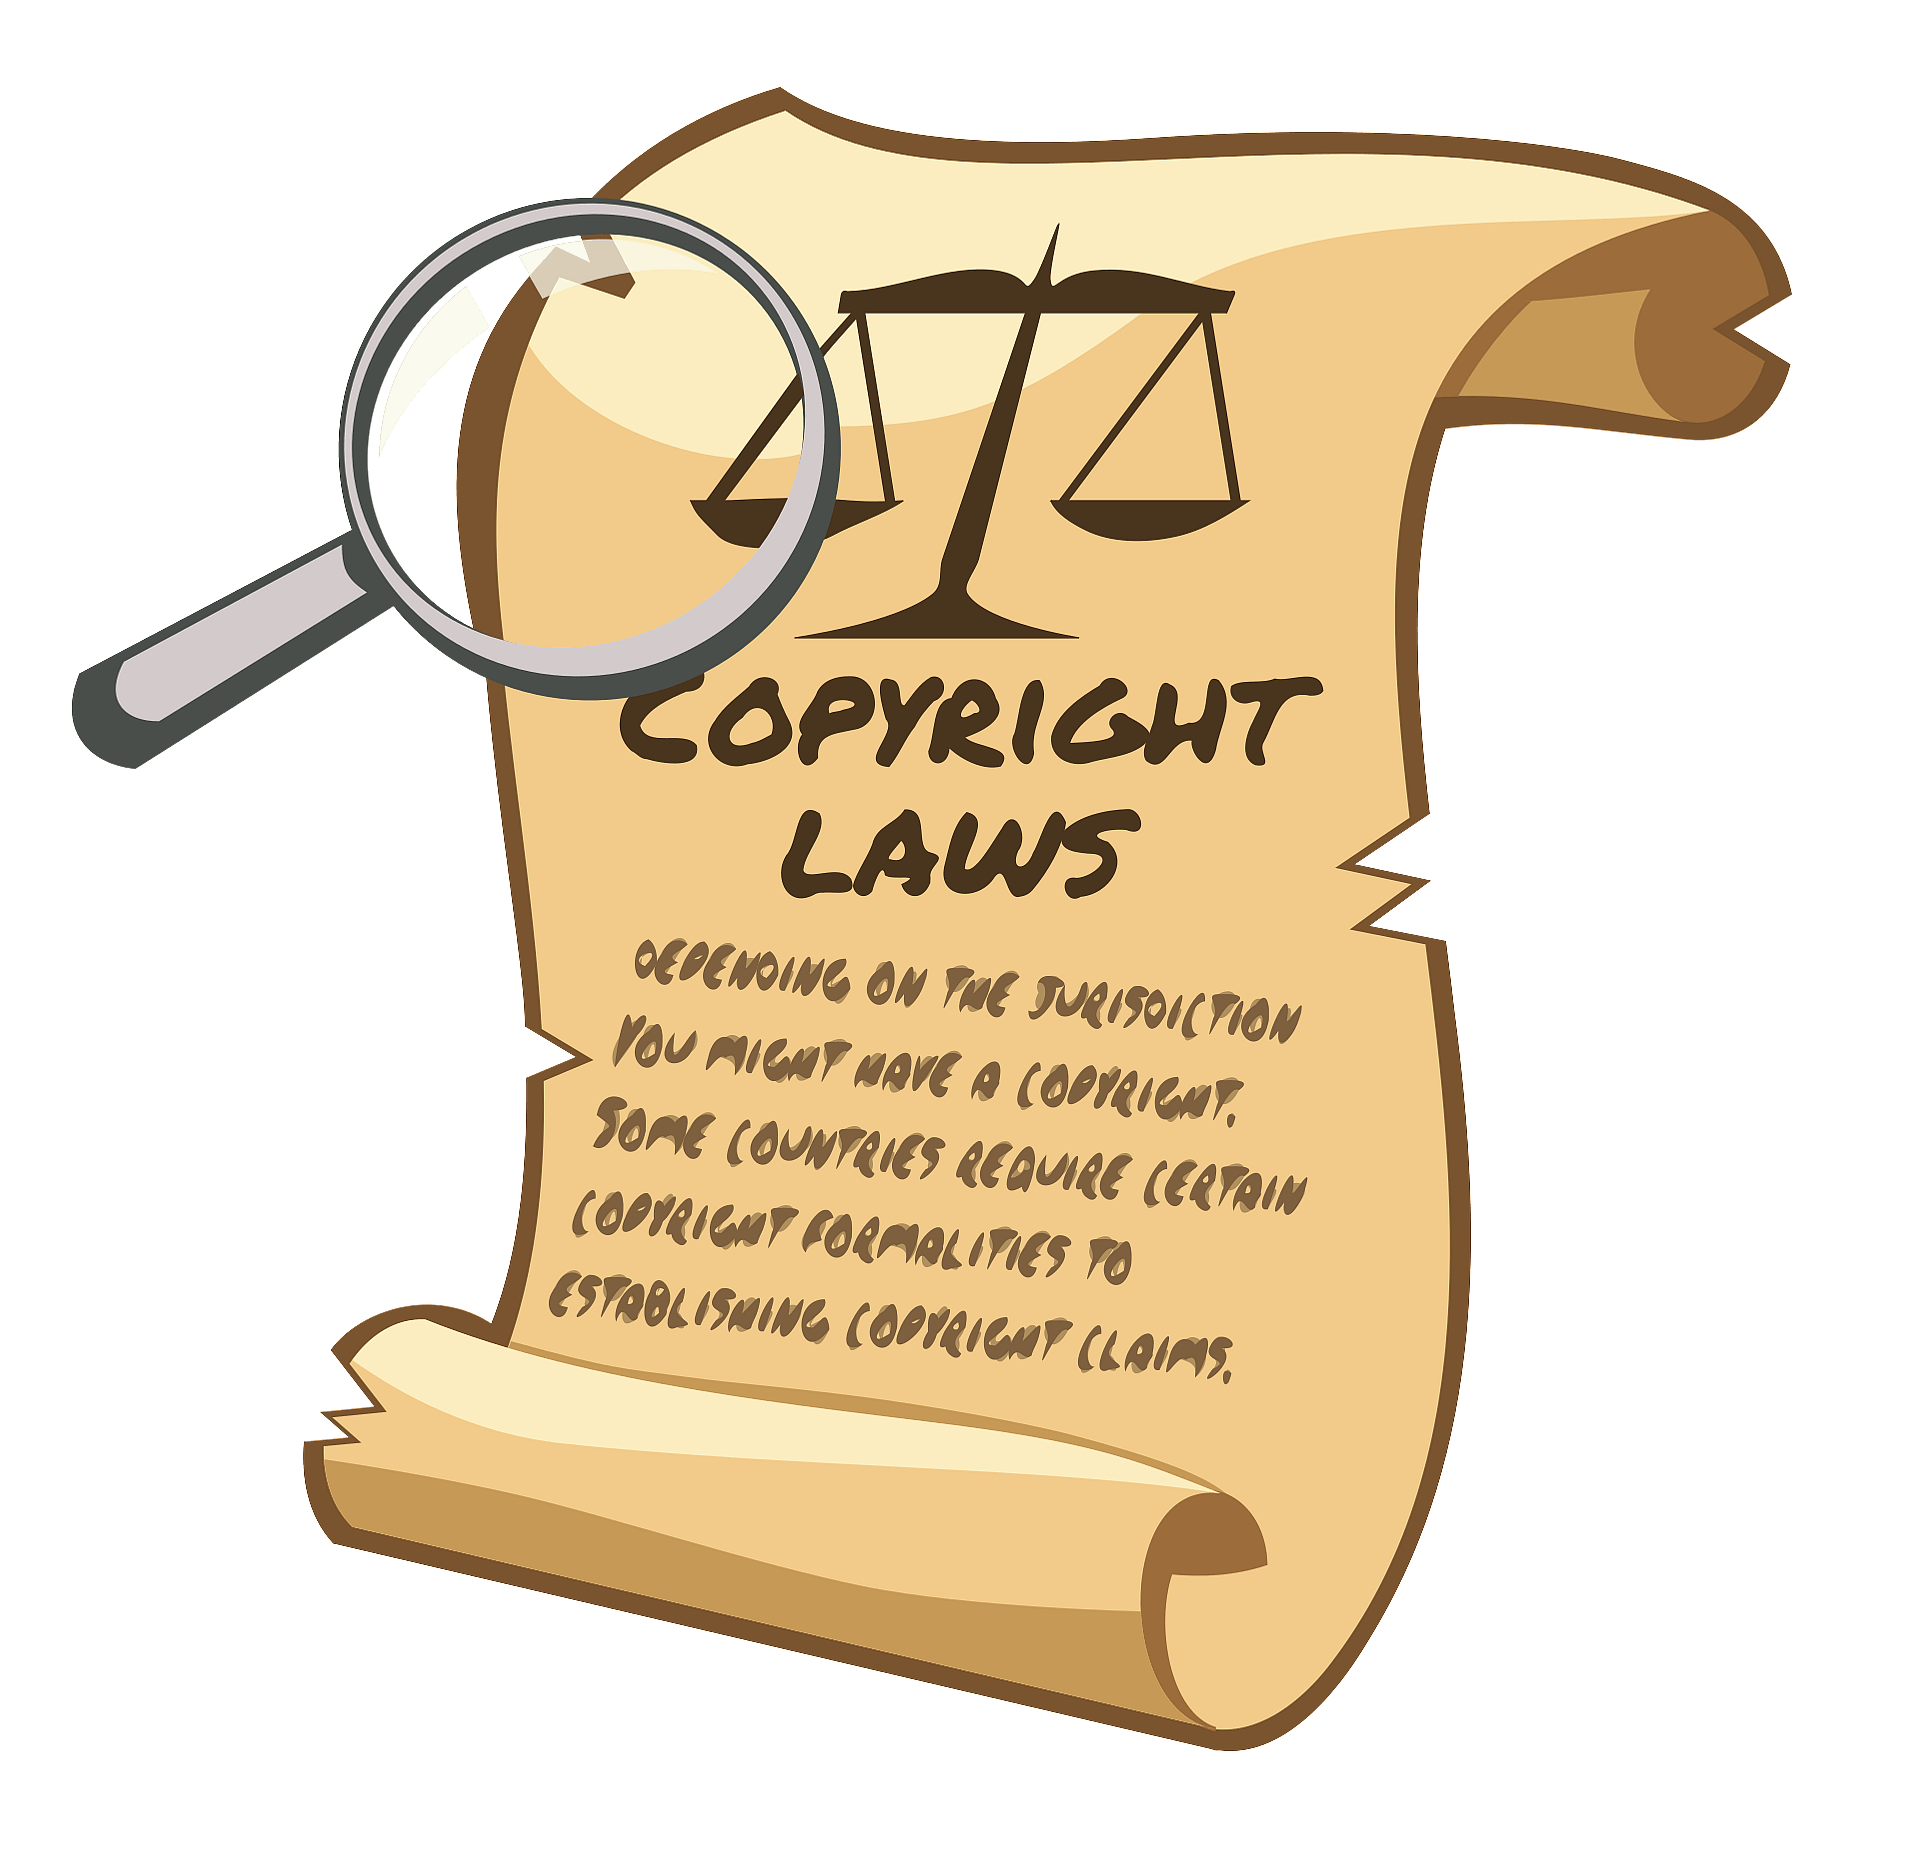 COPYRIGHT
LAWS
DEPENDING ON THE JURISDICTION
YOU MIGHT HAVE A COPYRIGHT.
SOME COUNTRIES REQUIRE CERTAIN
COPYRIGHT FORMALITIES TO
ESTABLISHING COPYRIGHT CLAIMS.